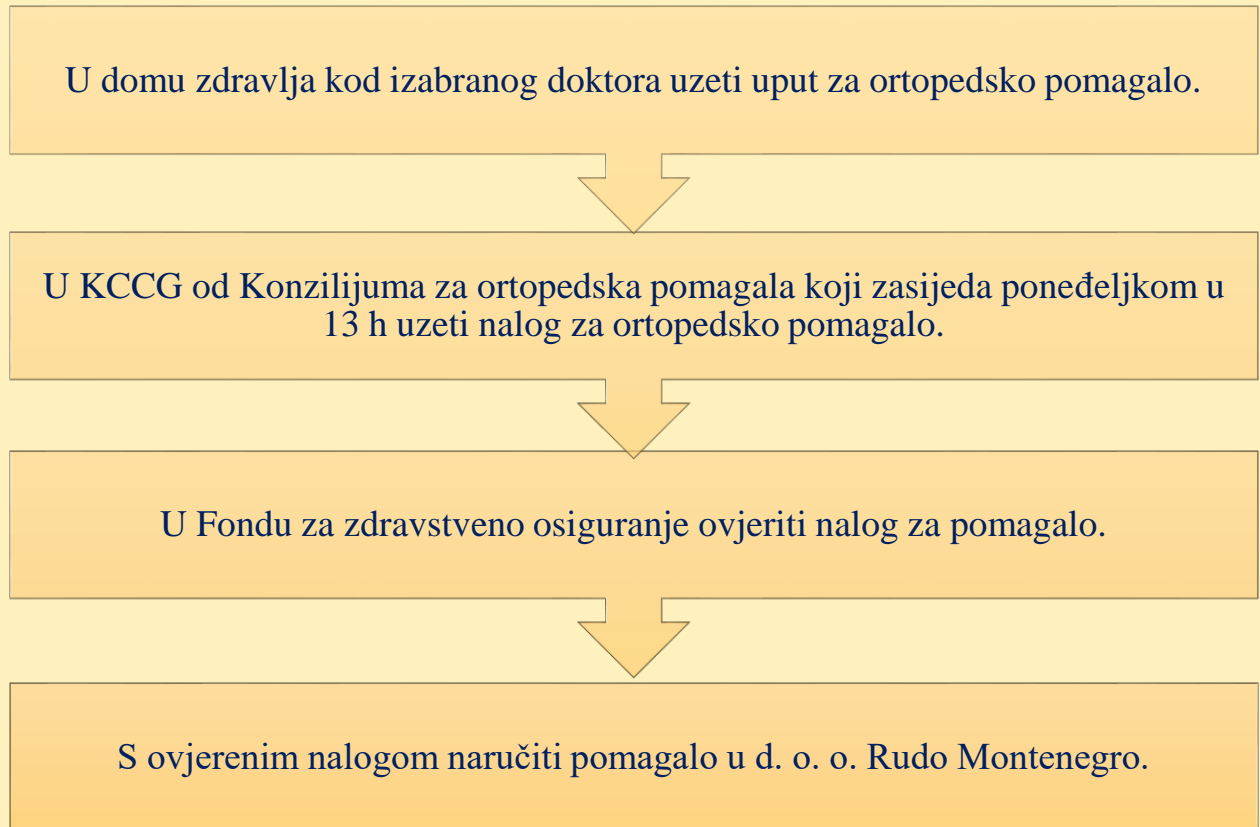 U domu zdravlja kod izabranog doktora uzeti uput za ortopedsko pomagalo.
U KCCG od Konzilijuma za ortopedska pomagala koji zasijeda poneđeljkom u
13 h uzeti nalog za ortopedsko pomagalo.
U Fondu za zdravstveno osiguranje ovjeriti nalog za pomagalo.
S ovjerenim nalogom naručiti pomagalo u d. o. o. Rudo Montenegro.